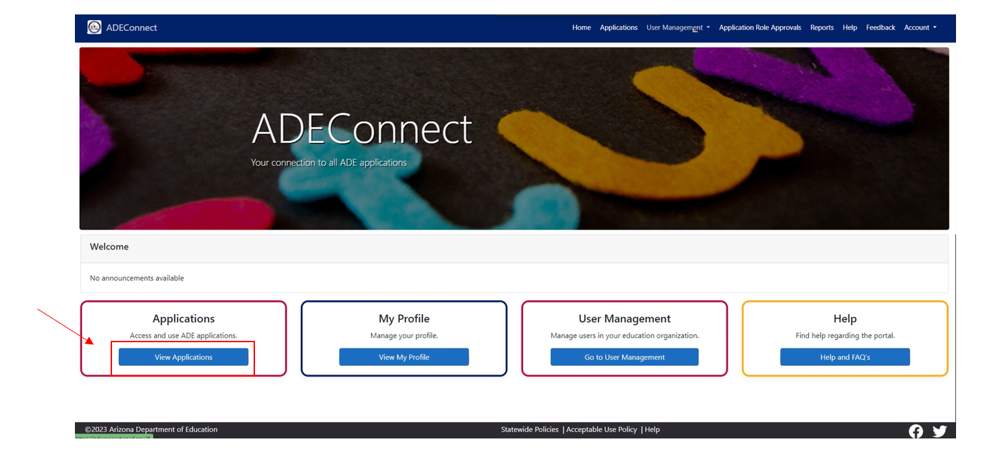 ADEConnect
Home Applications User Management Application Role Approvals Reports Help Feedback Account
ADEConnect
Your connection to all ADE applications
Welcome
No announcements available
Applications
Access and use ADE applications.
View Applications
My Profile
Manage your profile.
View My Profile
User Management
Manage users in your education organization.
Go to User Management
Help
Find help regarding the portal.
Help and FAQ's
©2023 Arizona Department of Education
Statewide Policies | Acceptable Use Policy | Help